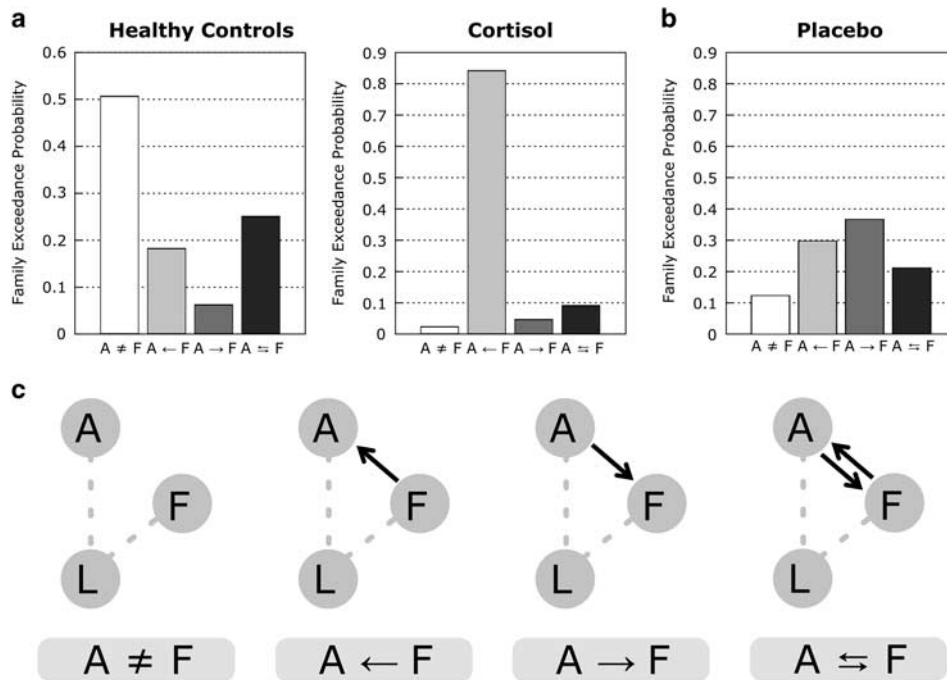 a
Healthy Controls
Family Exceedance Probability
0.6
0.5
0.4
0.3
0.2
0.1
0
A ≠ F A ← F A → F A ⇆ F
Cortisol
Family Exceedance Probability
0.9
0.8
0.7
0.6
0.5
0.4
0.3
0.2
0.1
0
A ≠ F A ← F A → F A ⇆ F
b
Placebo
Family Exceedance Probability
0.9
0.8
0.7
0.6
0.5
0.4
0.3
0.2
0.1
0
A ≠ F A ← F A → F A ⇆ F
c
A
F
L
A ≠ F
A
F
L
A ← F
A
F
L
A → F
A
F
L
A ⇆ F